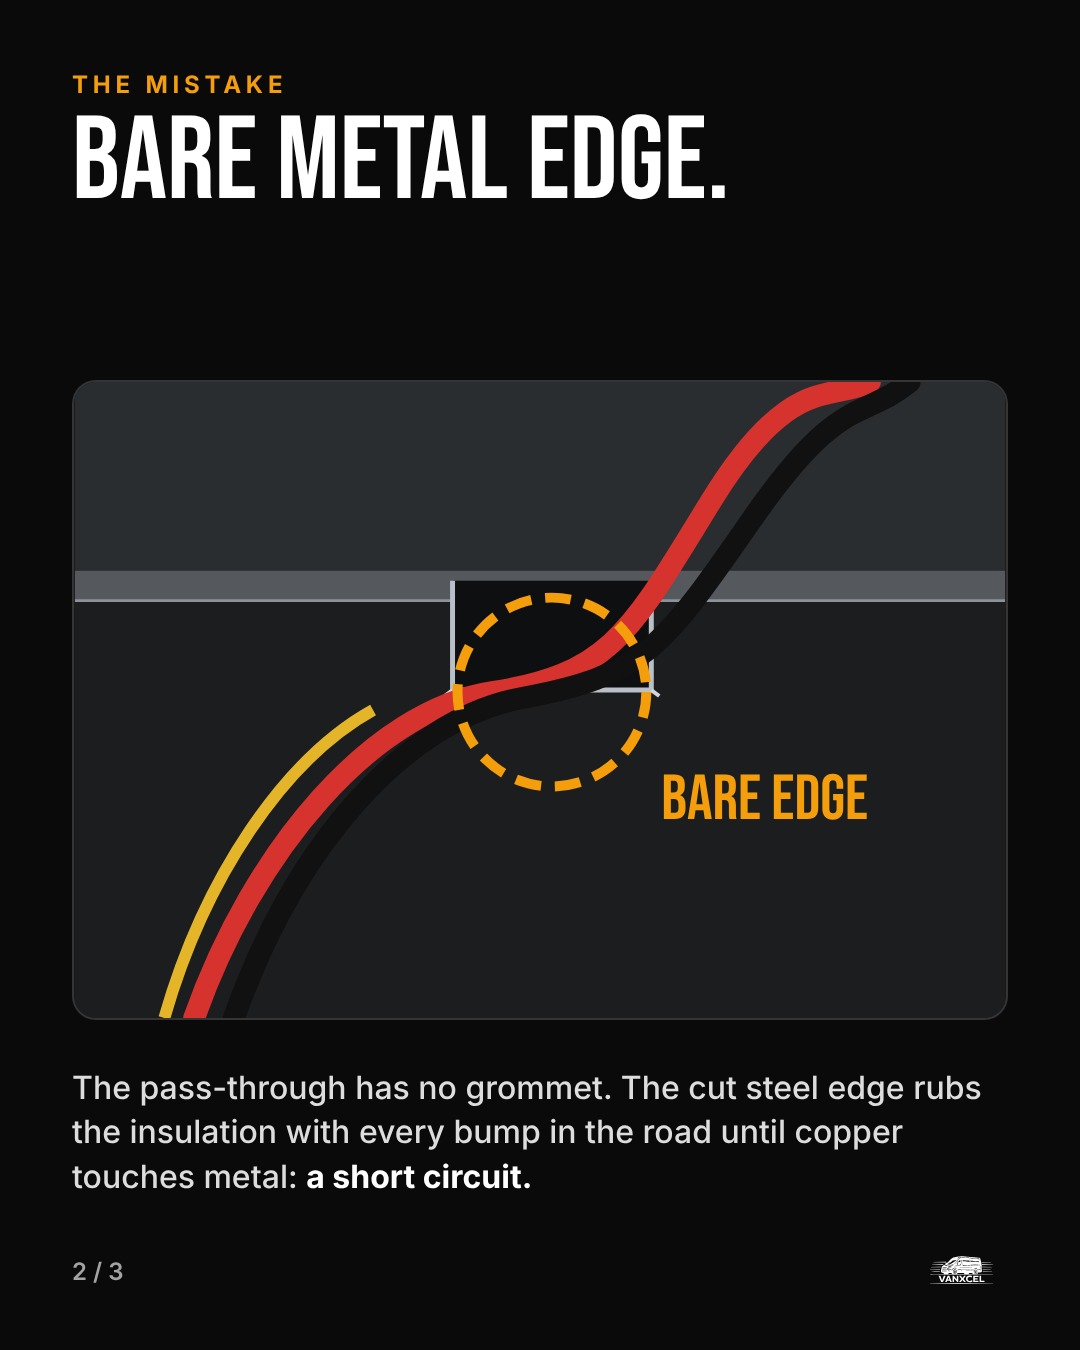 THE MISTAKE
BARE METAL EDGE.
BARE EDGE
The pass-through has no grommet. The cut steel edge rubs
the insulation with every bump in the road until copper
touches metal: a short circuit.
2 / 3
VANXCEL